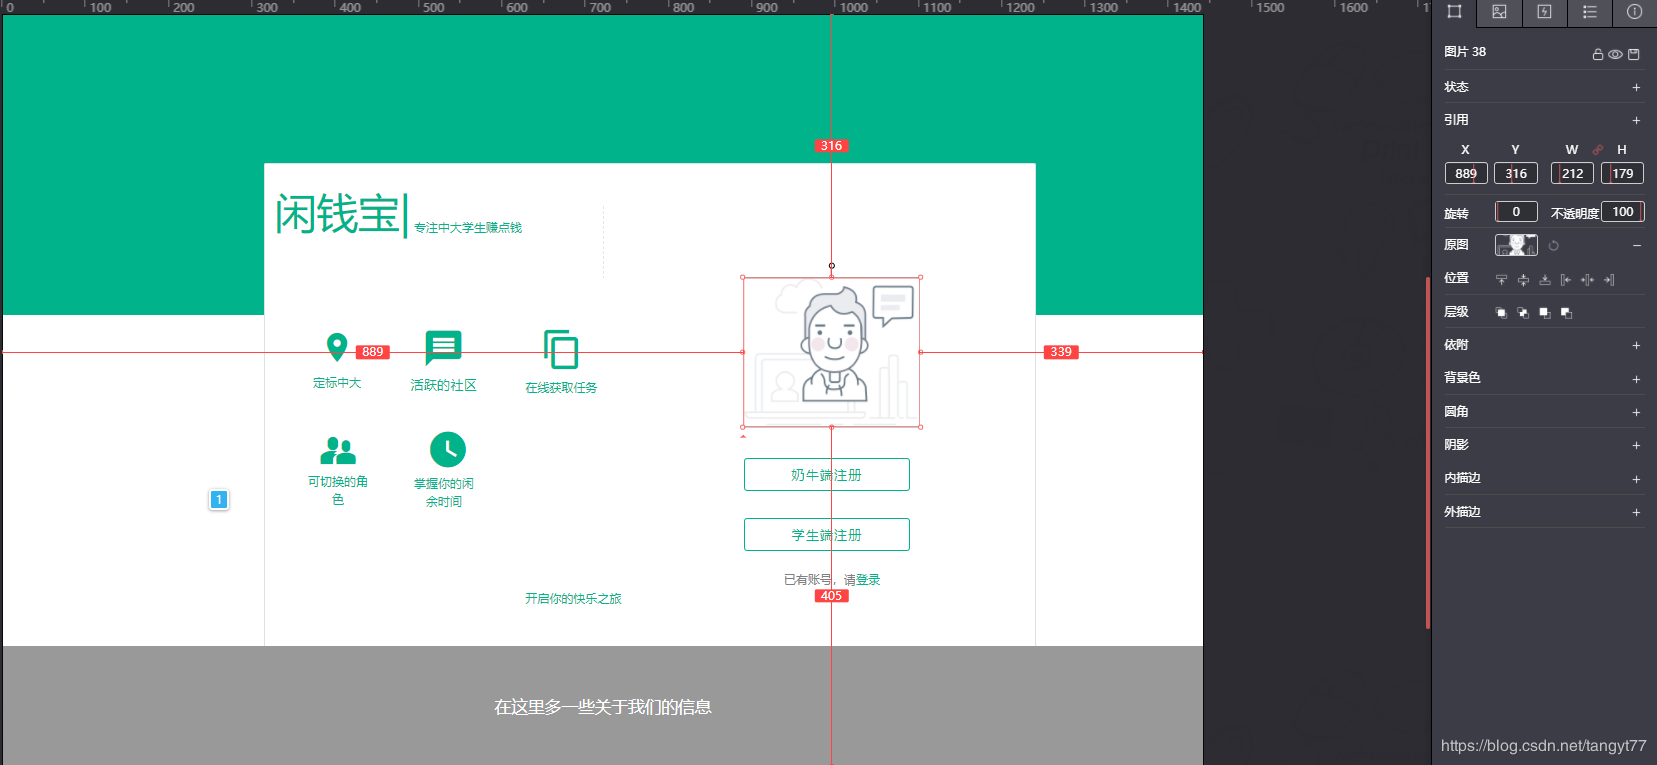 0 100 200 300 400 500 600 700 800 900 1000 1100 1200 1300 1400 1500 1600
图片 38
状态
引用
X Y W H
889 316 212 179
旋转 0 不透明度 100
原图
位置
层级
依附
背景色
圆角
阴影
内描边
外描边
316
闲钱宝
专注中大学生赚点钱
889
339
定标中大
活跃的社区
在线获取任务
可切换的角
色
掌握你的闲
余时间
1
奶牛端注册
学生端注册
已有账号，请登录
405
开启你的快乐之旅
在这里多一些关于我们的信息
https://blog.csdn.net/tangyt77